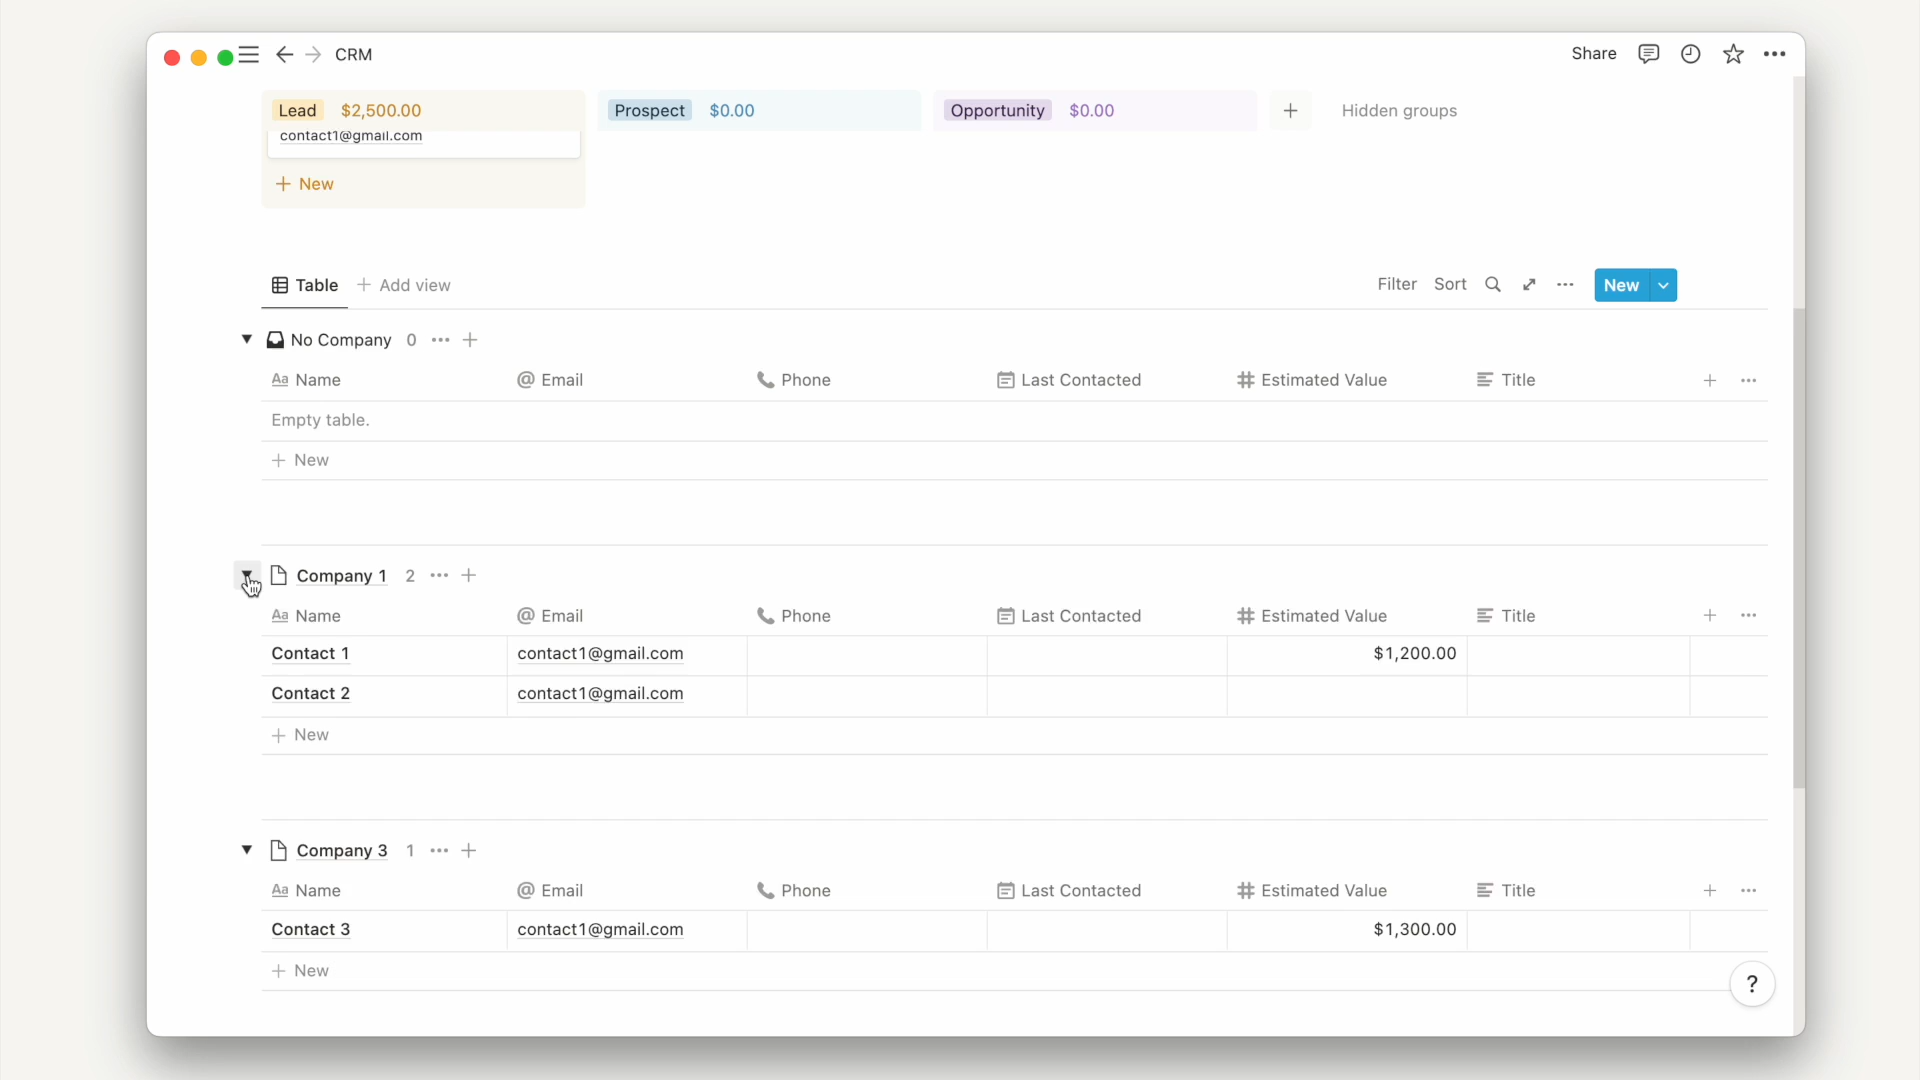 CRM Share
Lead $2,500.00 Prospect $0.00 Opportunity $0.00 Hidden groups
contact1@gmail.com
New
Table Add view Filter Sort New
No Company 0
Aa Name @ Email Phone Last Contacted Estimated Value Title
Empty table.
New
Company 1 2
Aa Name @ Email Phone Last Contacted Estimated Value Title
Contact 1 contact1@gmail.com $1,200.00
Contact 2 contact1@gmail.com
New
Company 3 1
Aa Name @ Email Phone Last Contacted Estimated Value Title
Contact 3 contact1@gmail.com $1,300.00
New
?